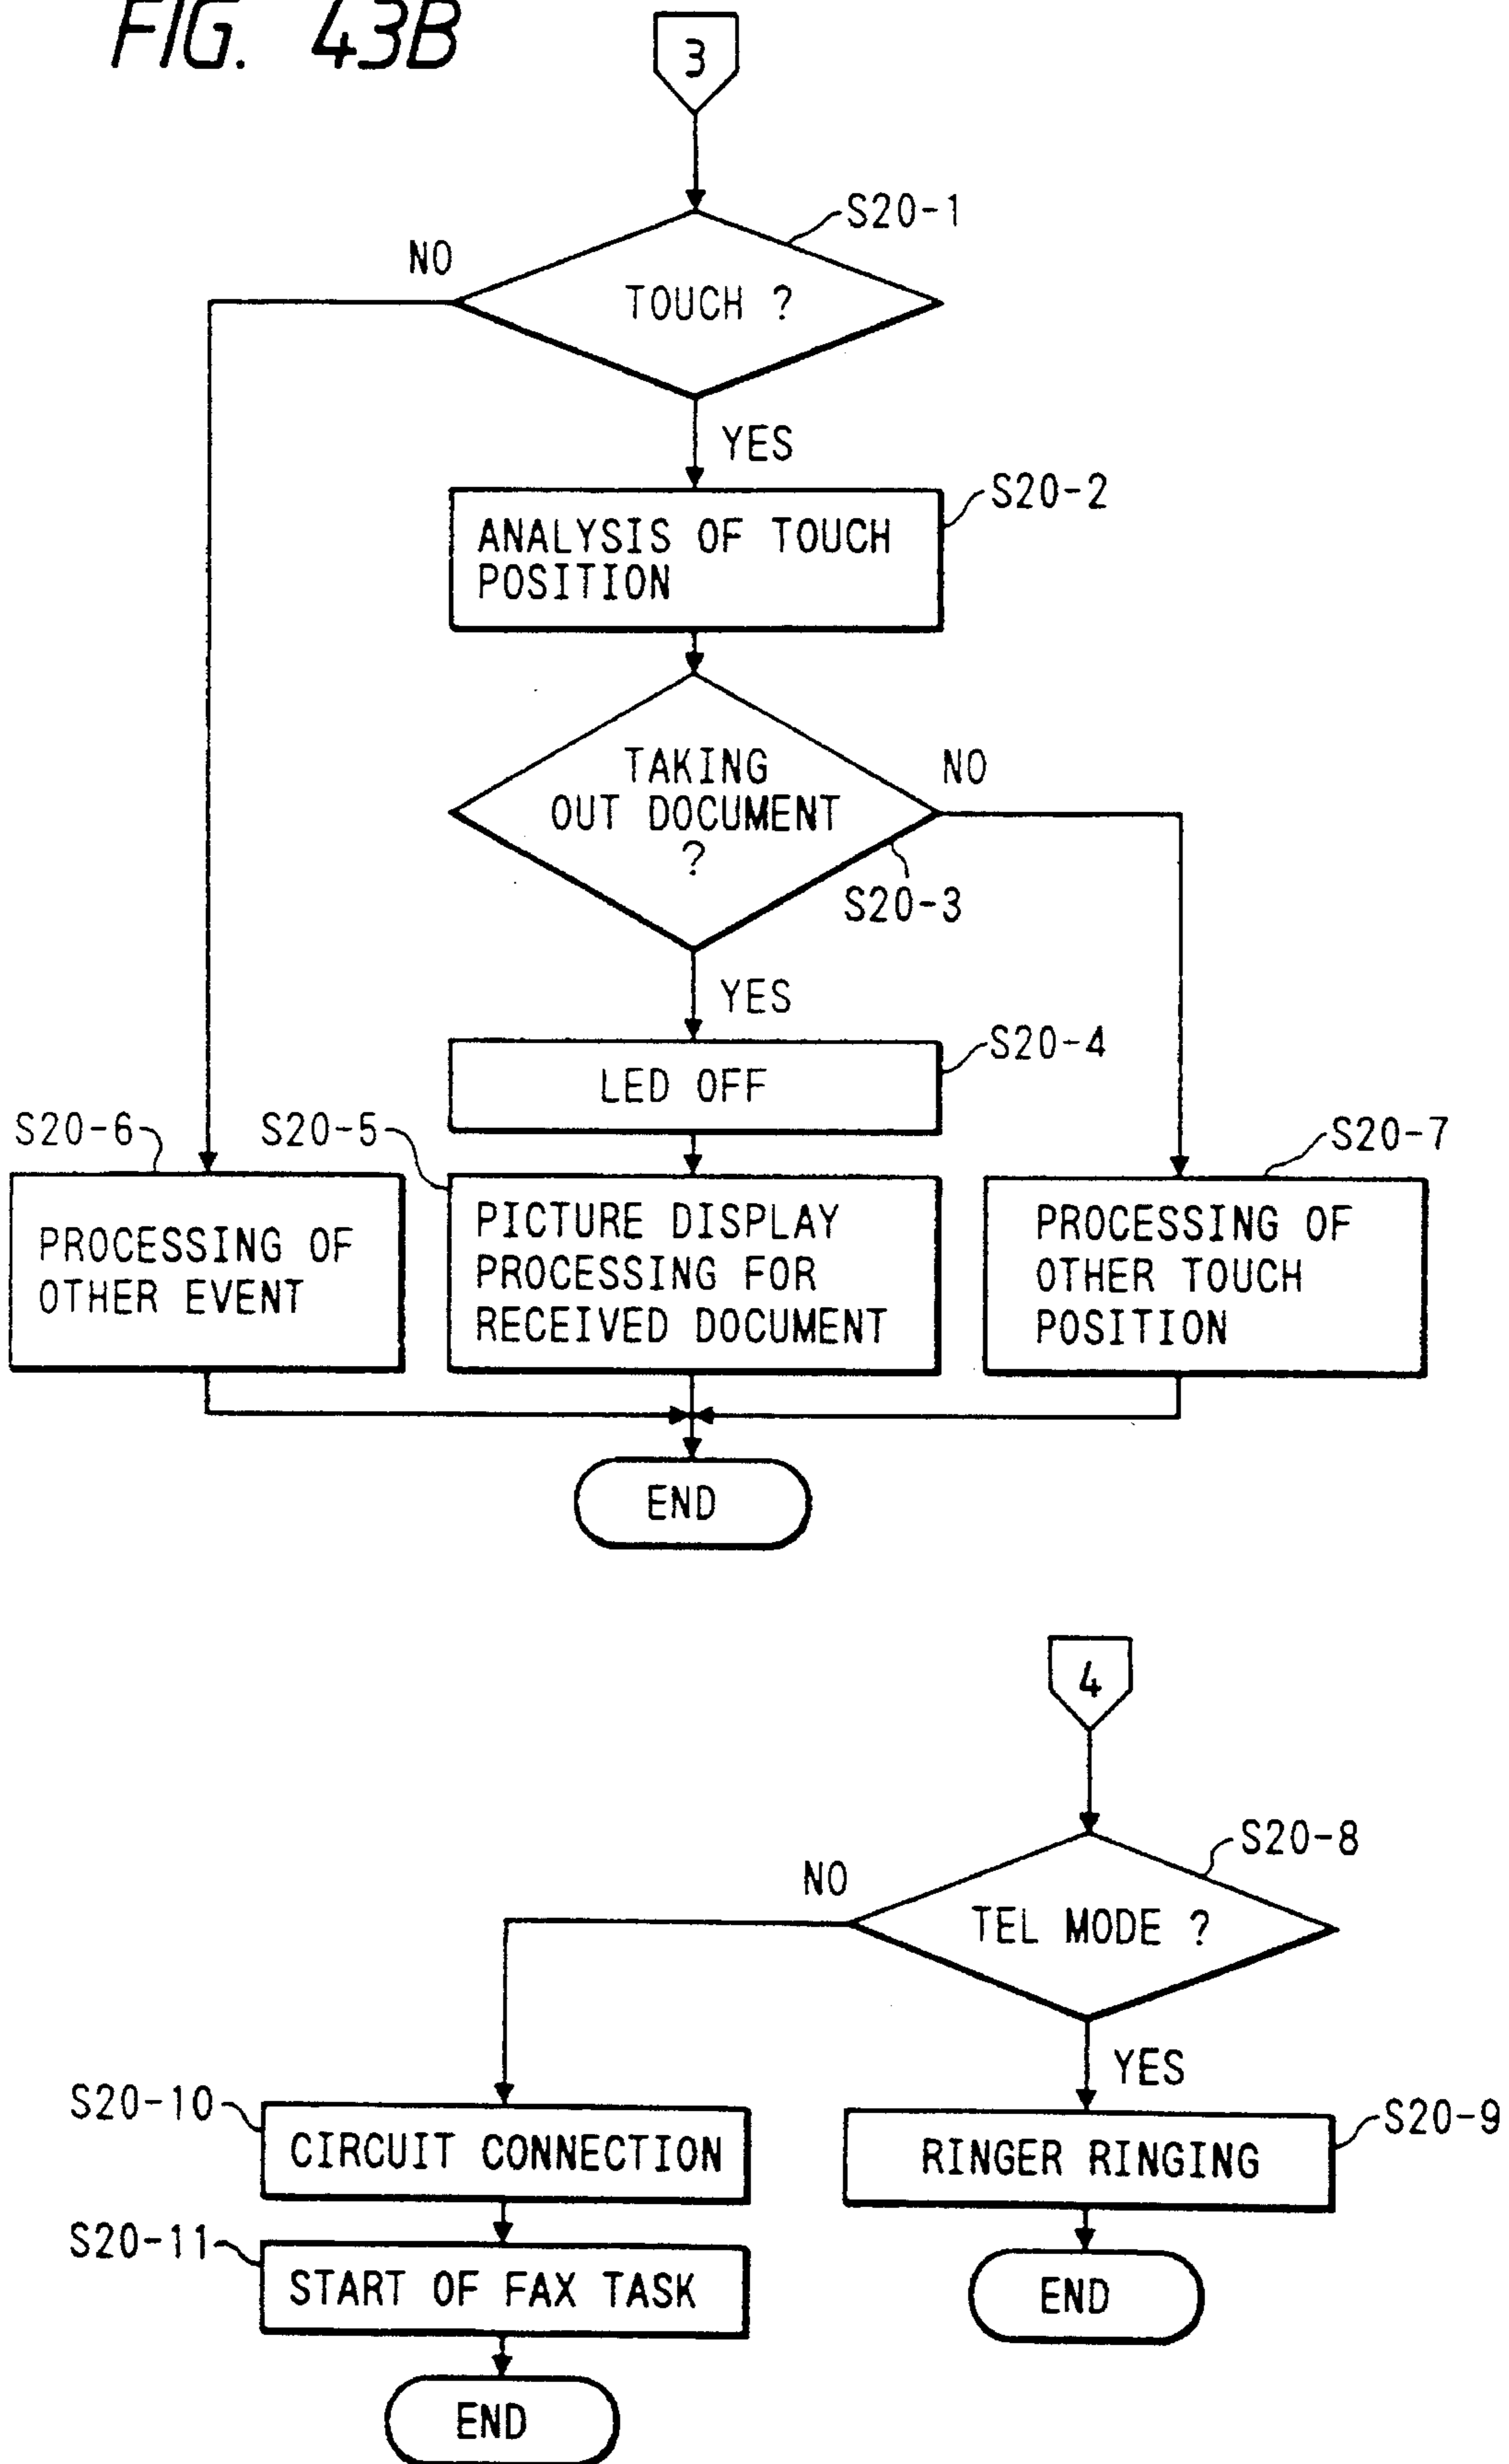 FIG. 43B
3
S20-1
NO
TOUCH ?
YES
S20-2
ANALYSIS OF TOUCH
POSITION
TAKING
OUT DOCUMENT
?
NO
S20-3
YES
S20-4
LED OFF
S20-6
S20-5
S20-7
PROCESSING OF
OTHER EVENT
PICTURE DISPLAY
PROCESSING FOR
RECEIVED DOCUMENT
PROCESSING OF
OTHER TOUCH
POSITION
END
4
S20-8
NO
TEL MODE ?
YES
S20-10
CIRCUIT CONNECTION
S20-9
RINGER RINGING
S20-11
START OF FAX TASK
END
END